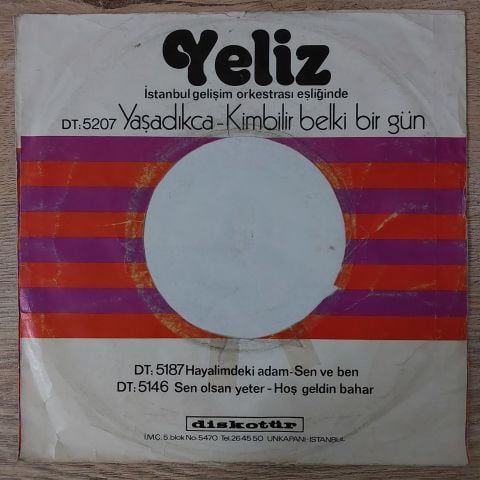 Yeliz
İstanbul gelişim orkestrası eşliğinde
DT: 5207 Yaşadıkca - Kimbilir belki bir gün
DT: 5187 Hayalimdeki adam - Sen ve ben
DT: 5146 Sen olsan yeter - Hoş geldin bahar
diskotür
I.M.Ç. 5. blok No. 5470 Tel. 26 45 50 UNKAPANI-İSTANBUL